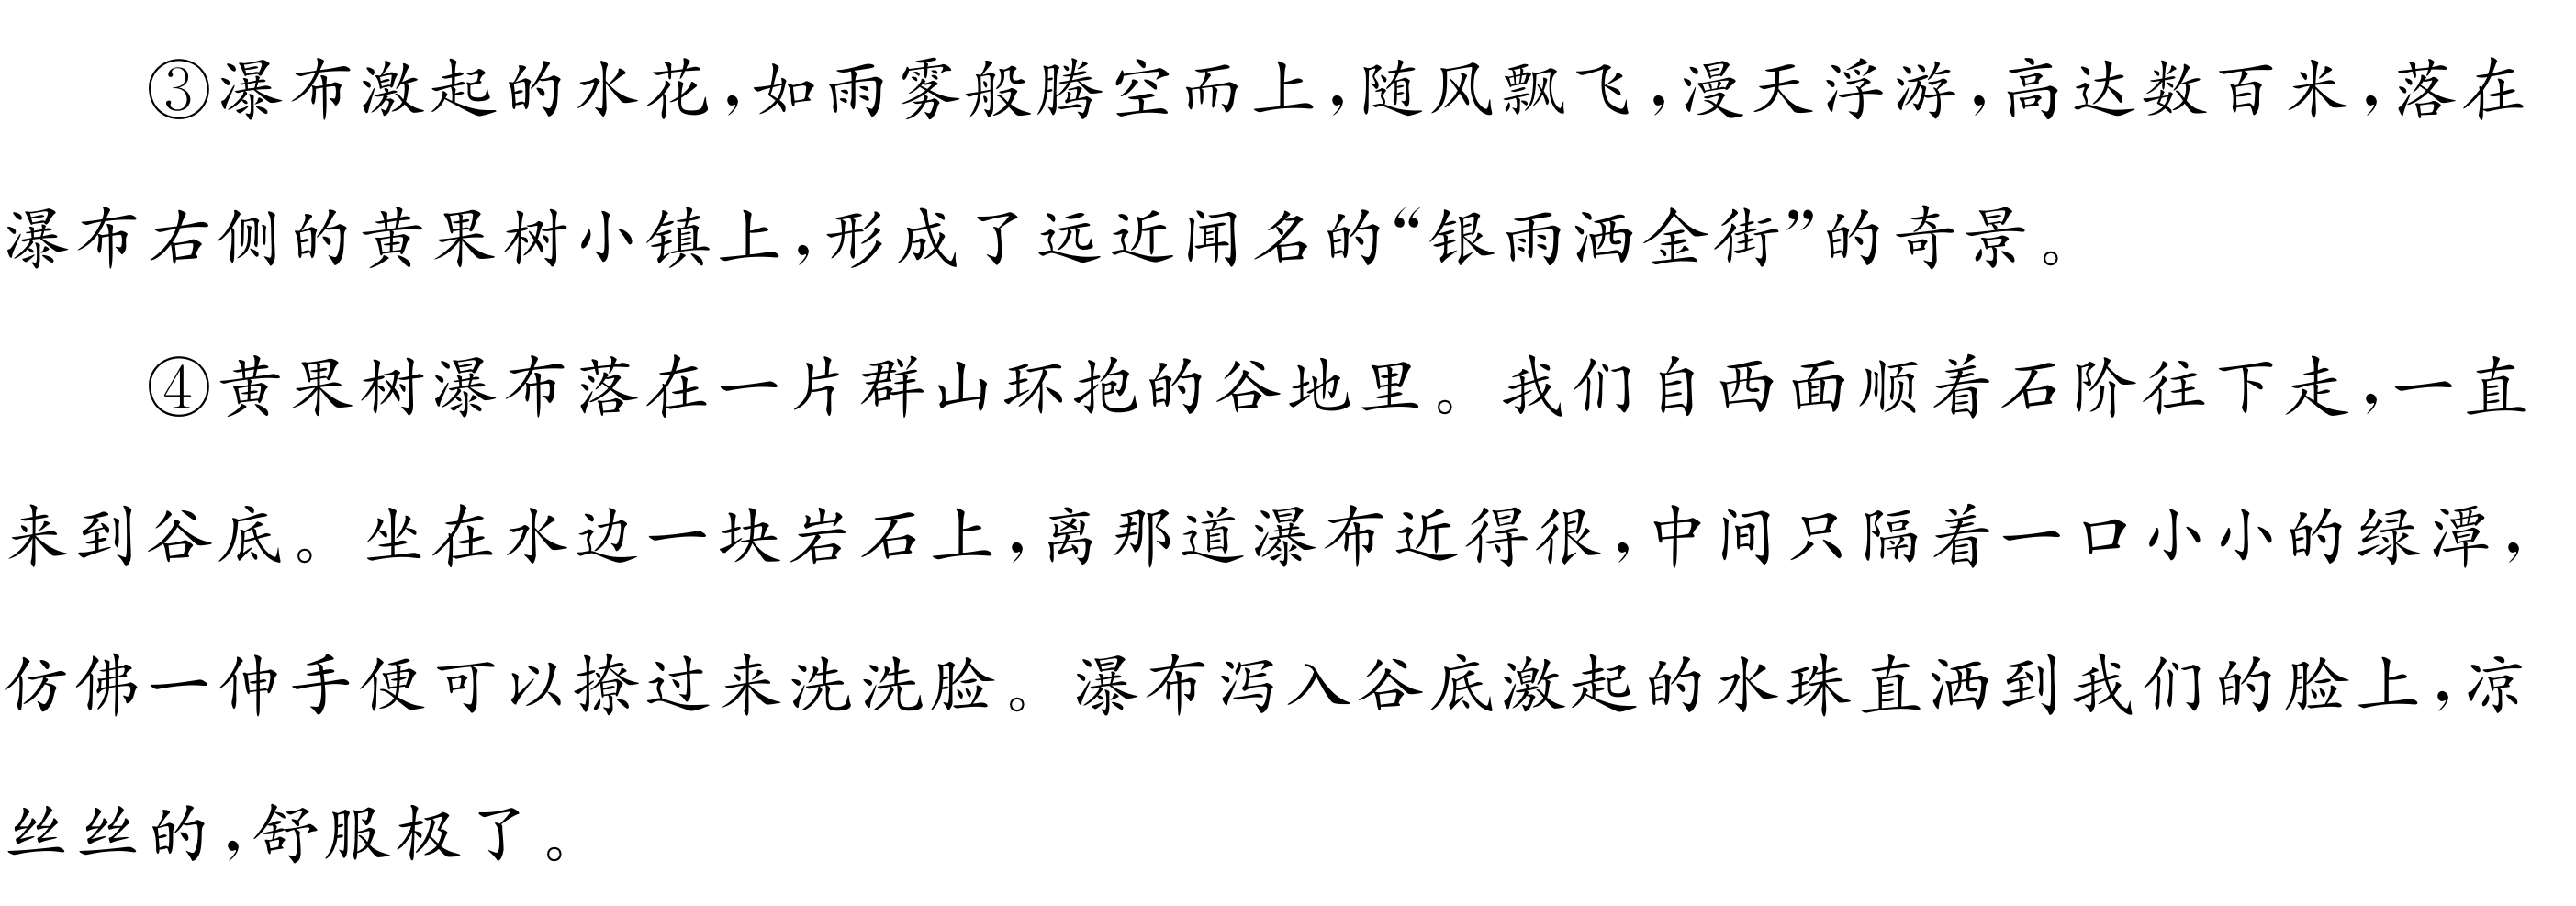 ③瀑布激起的水花,如雨雾般腾空而上,随风飘飞,漫天浮游,高达数百米,落在
瀑布右侧的黄果树小镇上,形成了远近闻名的“银雨洒金街”的奇景。
④黄果树瀑布落在一片群山环抱的谷地里。我们自西面顺着石阶往下走,一直
来到谷底。坐在水边一块岩石上,离那道瀑布近得很,中间只隔着一口小小的绿潭,
仿佛一伸手便可以撩过来洗洗脸。瀑布泻入谷底激起的水珠直洒到我们的脸上,凉
丝丝的,舒服极了。